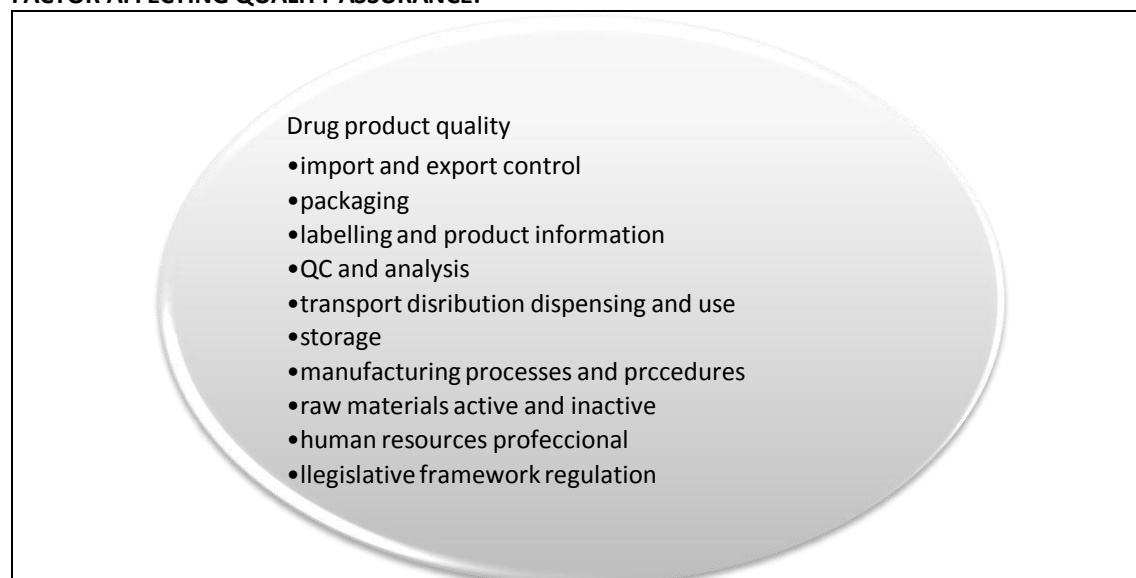 FACTOR AFFECTING QUALITY ASSURANCE:
Drug product quality
•import and export control
•packaging
•labelling and product information
•QC and analysis
•transport disribution dispensing and use
•storage
•manufacturing processes and prccedures
•raw materials active and inactive
•human resources profeccional
•llegislative framework regulation